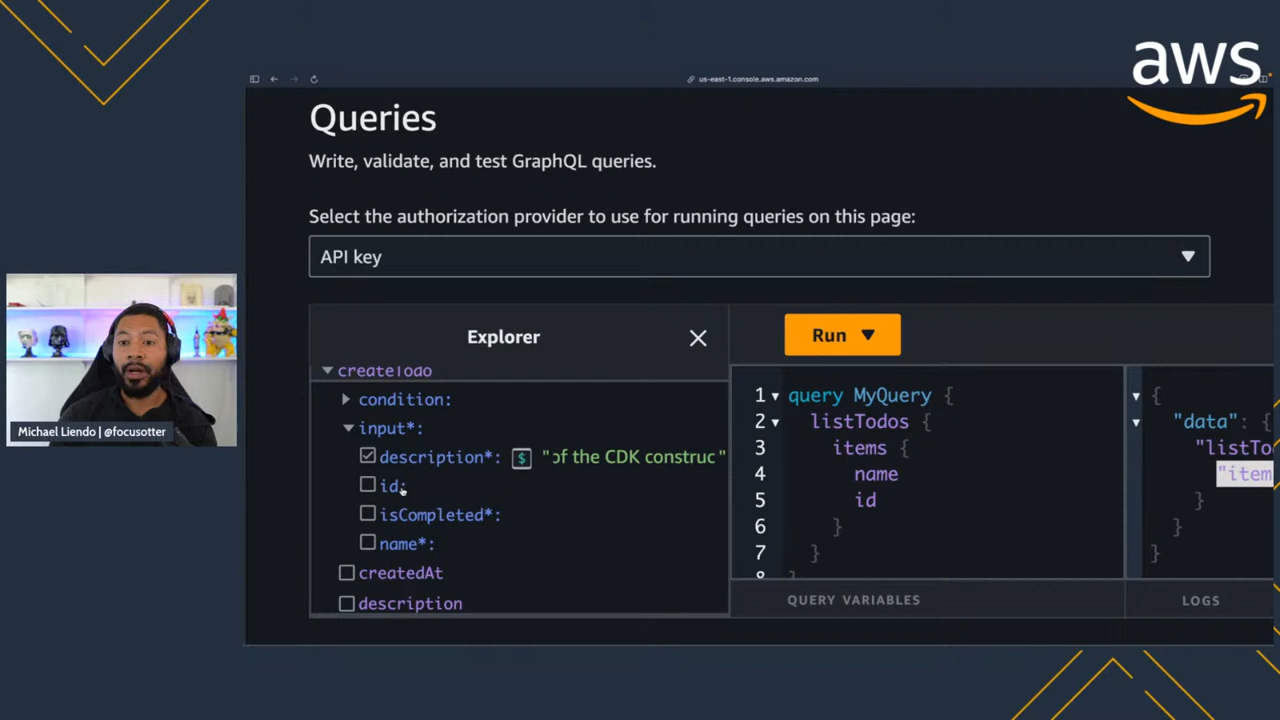 aws
us-east-1.console.aws.amazon.com
Queries
Write, validate, and test GraphQL queries.
Select the authorization provider to use for running queries on this page:
API key
Explorer
Run
createTodo
condition:
input*:
description*: $ "of the CDK construc"
id:
isCompleted*:
name*:
createdAt
description
1 query MyQuery {
2 listTodos {
3 items {
4 name
5 id
6 }
7 }
8
{
"data": {
"listTo
"item
}
}
}
QUERY VARIABLES
LOGS
Michael Liendo | @focusotter